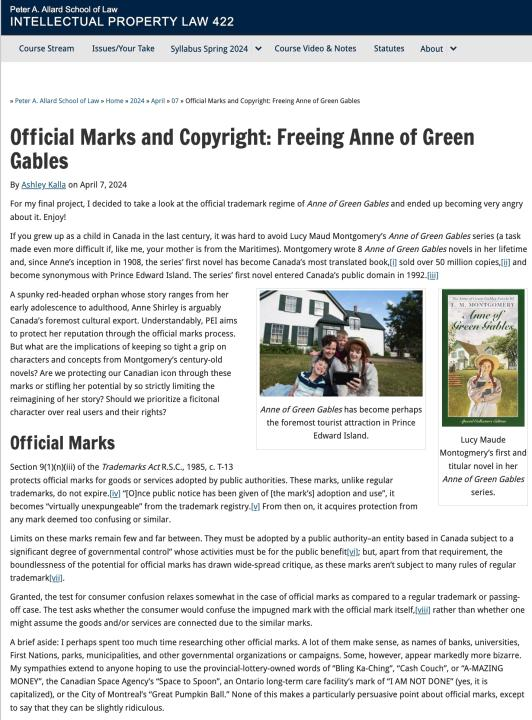 Peter A. Allard School of Law
INTELLECTUAL PROPERTY LAW 422
Course Stream Issues/Your Take Syllabus Spring 2024 Course Video & Notes Statutes About
» Peter A. Allard School of Law » Home » 2024 » April » 07 » Official Marks and Copyright: Freeing Anne of Green Gables
Official Marks and Copyright: Freeing Anne of Green
Gables
By Ashley Kalla on April 7, 2024
For my final project, I decided to take a look at the official trademark regime of Anne of Green Gables and ended up becoming very angry
about it. Enjoy!
If you grew up as a child in Canada in the last century, it was hard to avoid Lucy Maud Montgomery's Anne of Green Gables series (a task
made even more difficult if, like me, your mother is from the Maritimes). Montgomery wrote 8 Anne of Green Gables novels in her lifetime
and, since Anne's inception in 1908, the series' first novel has become Canada's most translated book,[i] sold over 50 million copies,[ii] and
become synonymous with Prince Edward Island. The series' first novel entered Canada's public domain in 1992.[iii]
A spunky red-headed orphan whose story ranges from her
early adolescence to adulthood, Anne Shirley is arguably
Canada's foremost cultural export. Understandably, PEI aims
to protect her reputation through the official marks process.
But what are the implications of keeping so tight a grip on
characters and concepts from Montgomery's century-old
novels? Are we protecting our Canadian icon through these
marks or stifling her potential by so strictly limiting the
reimagining of her story? Should we prioritize a ficitonal
character over real users and their rights?
Anne of Green Gables has become perhaps
the foremost tourist attraction in Prince
Edward Island.
L. M. MONTGOMERY
Anne of
Green Gables
Lucy Maude
Montgomery's first and
titular novel in her
Anne of Green Gables
series.
Official Marks
Section 9(1)(n)(iii) of the Trademarks Act R.S.C., 1985, c. T-13
protects official marks for goods or services adopted by public authorities. These marks, unlike regular
trademarks, do not expire.[iv] "[O]nce public notice has been given of [the mark's] adoption and use", it
becomes "virtually unexpungeable" from the trademark registry.[v] From then on, it acquires protection from
any mark deemed too confusing or similar.
Limits on these marks remain few and far between. They must be adopted by a public authority–an entity based in Canada subject to a
significant degree of governmental control" whose activities must be for the public benefit[vi]; but, apart from that requirement, the
boundlessness of the potential for official marks has drawn wide-spread critique, as these marks aren't subject to many rules of regular
trademark[vii].
Granted, the test for consumer confusion relaxes somewhat in the case of official marks as compared to a regular trademark or passing-
off case. The test asks whether the consumer would confuse the impugned mark with the official mark itself,[viii] rather than whether one
might assume the goods and/or services are connected due to the similar marks.
A brief aside: I perhaps spent too much time researching other official marks. A lot of them make sense, as names of banks, universities,
First Nations, parks, municipalities, and other governmental organizations or campaigns. Some, however, appear markedly more bizarre.
My sympathies extend to anyone hoping to use the provincial-lottery-owned words of "Bling Ka-Ching", "Cash Couch", or "A-MAZING
MONEY", the Canadian Space Agency's "Space to Spoon", an Ontario long-term care facility's mark of "I AM NOT DONE" (yes, it is
capitalized), or the City of Montreal's "Great Pumpkin Ball." None of this makes a particularly persuasive point about official marks, except
to say that they can be slightly ridiculous.